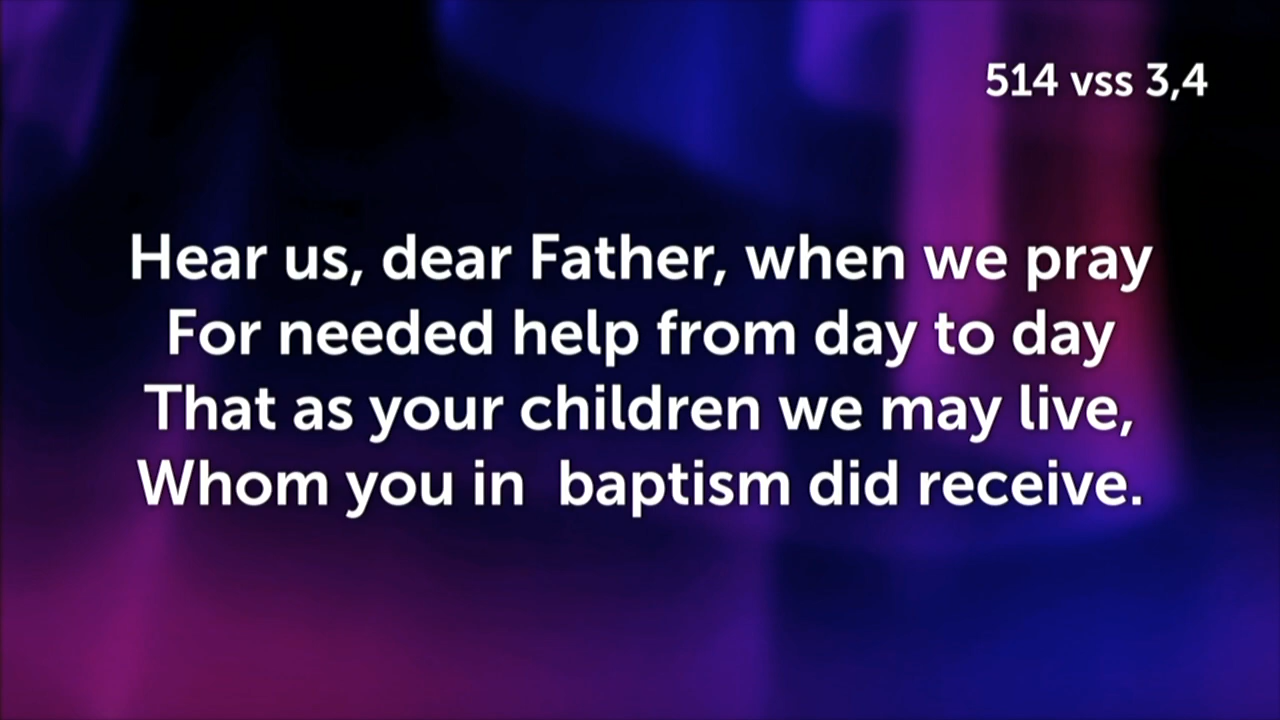 514 vss 3,4
Hear us, dear Father, when we pray
For needed help from day to day
That as your children we may live,
Whom you in  baptism did receive.